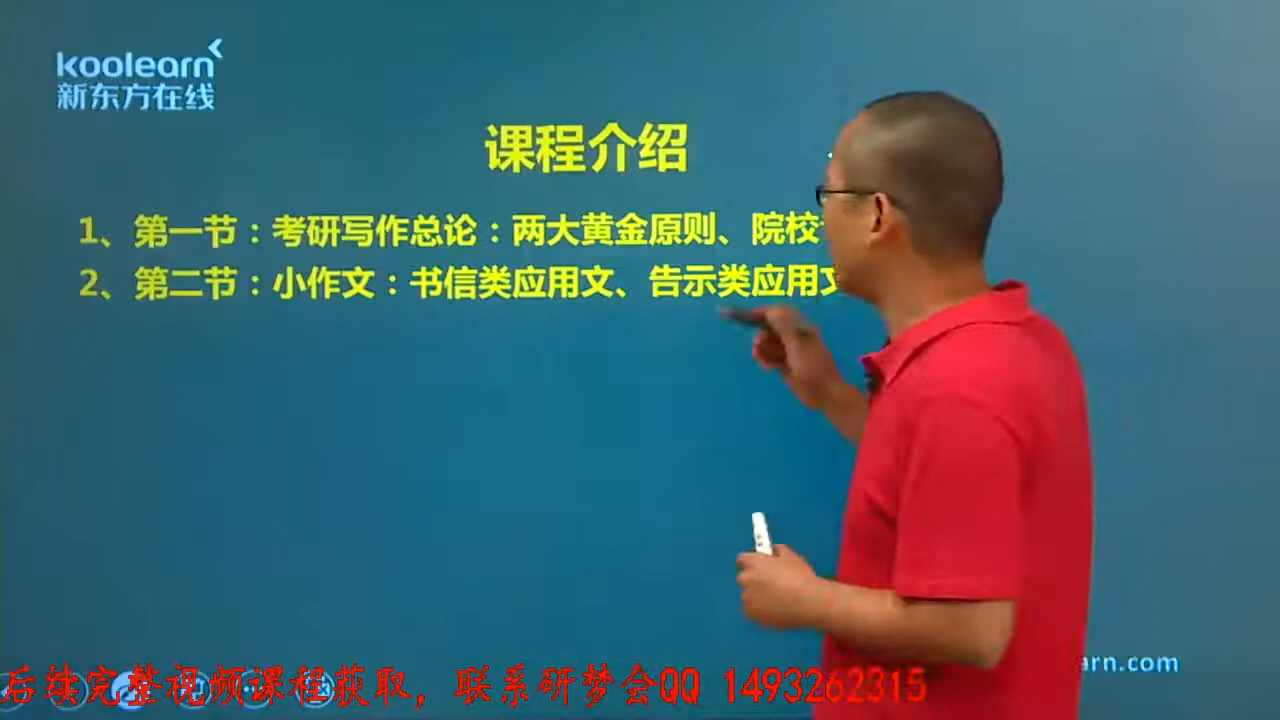 koolearn
新东方在线
课程介绍
1、第一节：考研写作总论：两大黄金原则、院校
2、第二节：小作文：书信类应用文、告示类应用文
arn.com
后续完整视频课程获取，联系研梦会QQ 1493262315